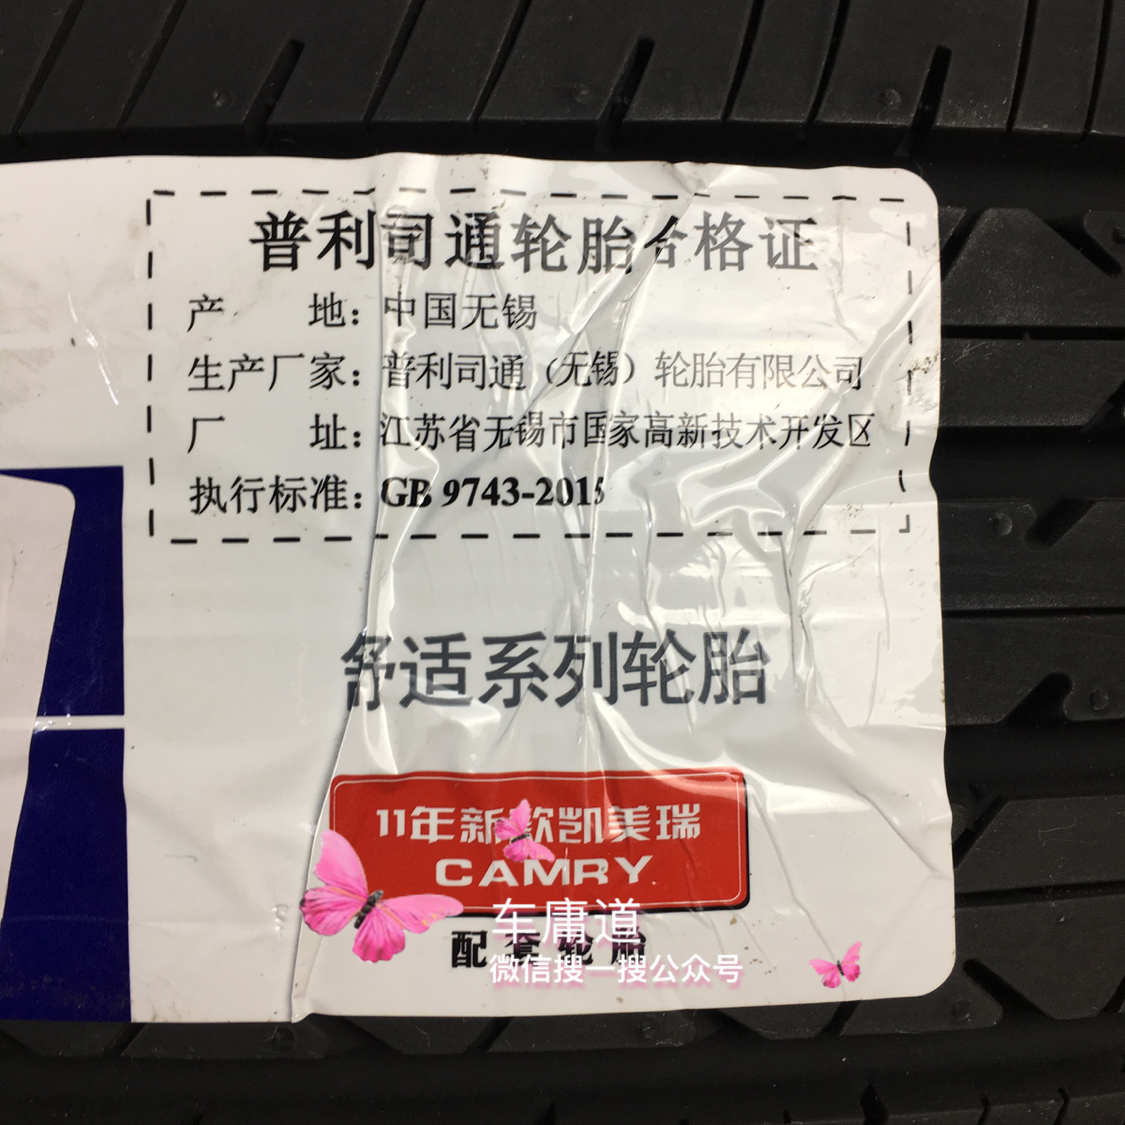 普利司通轮胎合格证
产 地：中国无锡
生产厂家：普利司通（无锡）轮胎有限公司
厂 址：江苏省无锡市国家高新技术开发区
执行标准：GB 9743-2015
舒适系列轮胎
11年新款凯美瑞
CAMRY
配套轮胎
车庸道
微信搜一搜公众号